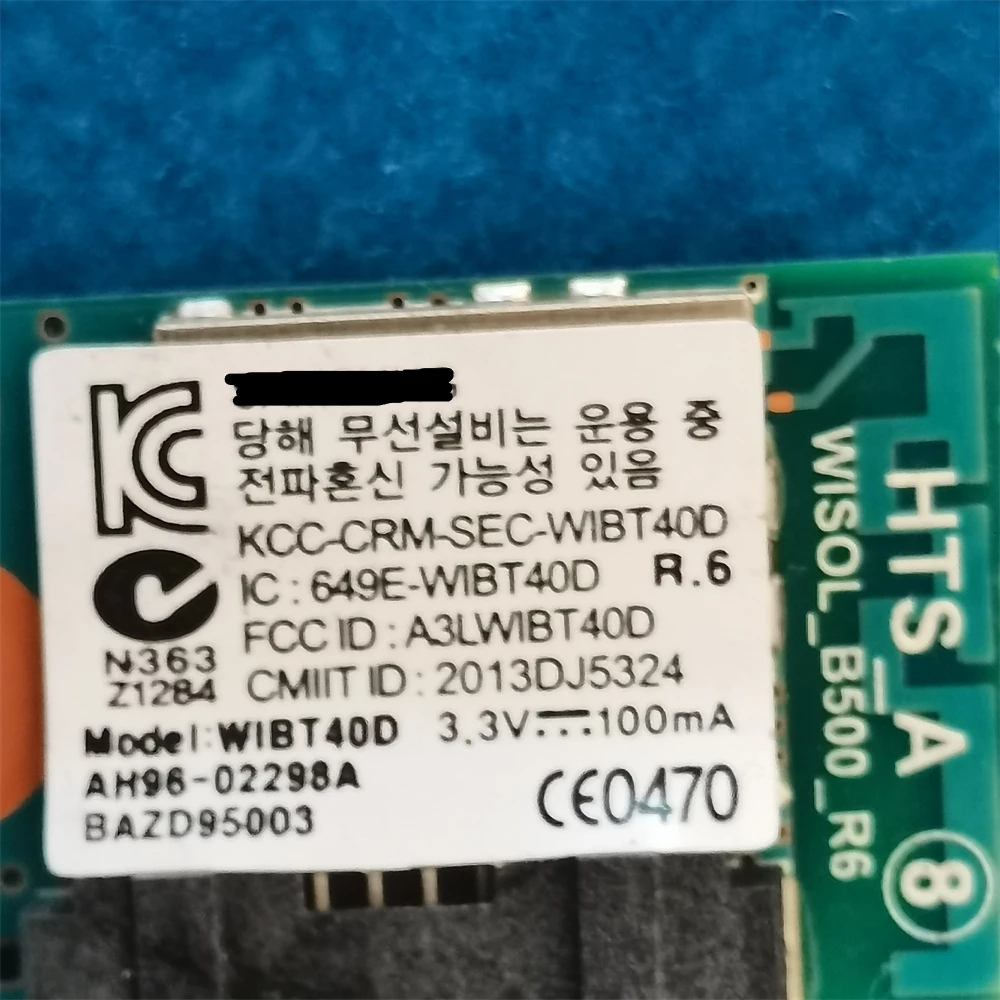 당해 무선설비는 운용 중
전파혼신 가능성 있음
KCC-CRM-SEC-WIBT40D
IC : 649E-WIBT40D R.6
FCC ID : A3LWIBT40D
CMIIT ID : 2013DJ5324
N363
Z1284
Model:WIBT40D 3.3V⎓100mA
AH96-02298A
BAZD95003
CE0470
HTS_A 8
WISOL_B500_R6